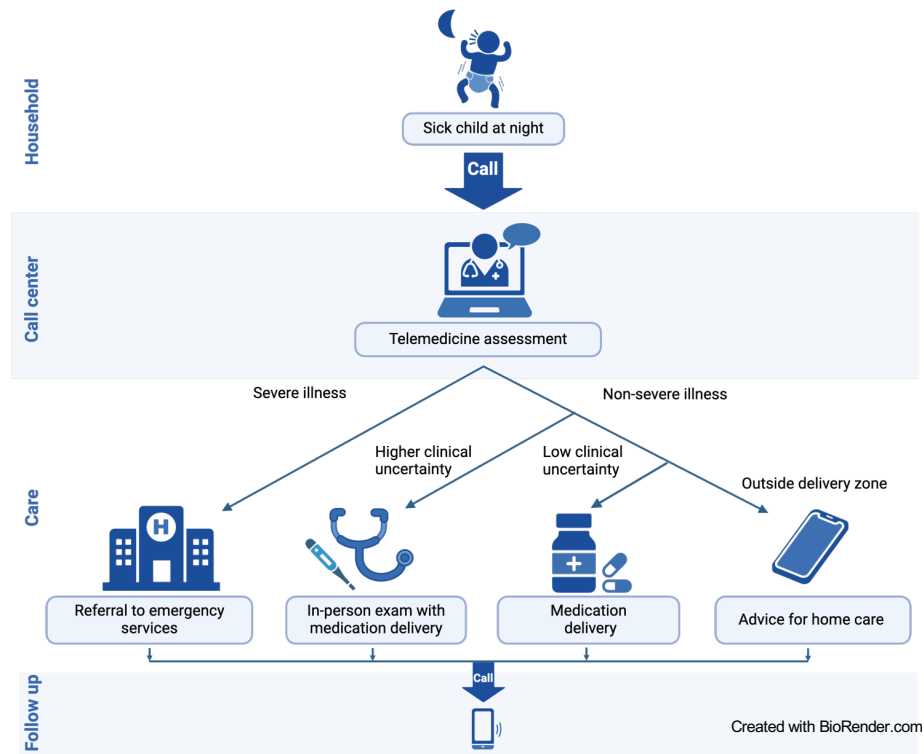 Household
Sick child at night
Call
Call center
Telemedicine assessment
Severe illness
Non-severe illness
Care
Higher clinical
uncertainty
Low clinical
uncertainty
Outside delivery zone
H
Referral to emergency
services
In-person exam with
medication delivery
Medication
delivery
Advice for home care
Follow up
Call
Created with BioRender.com